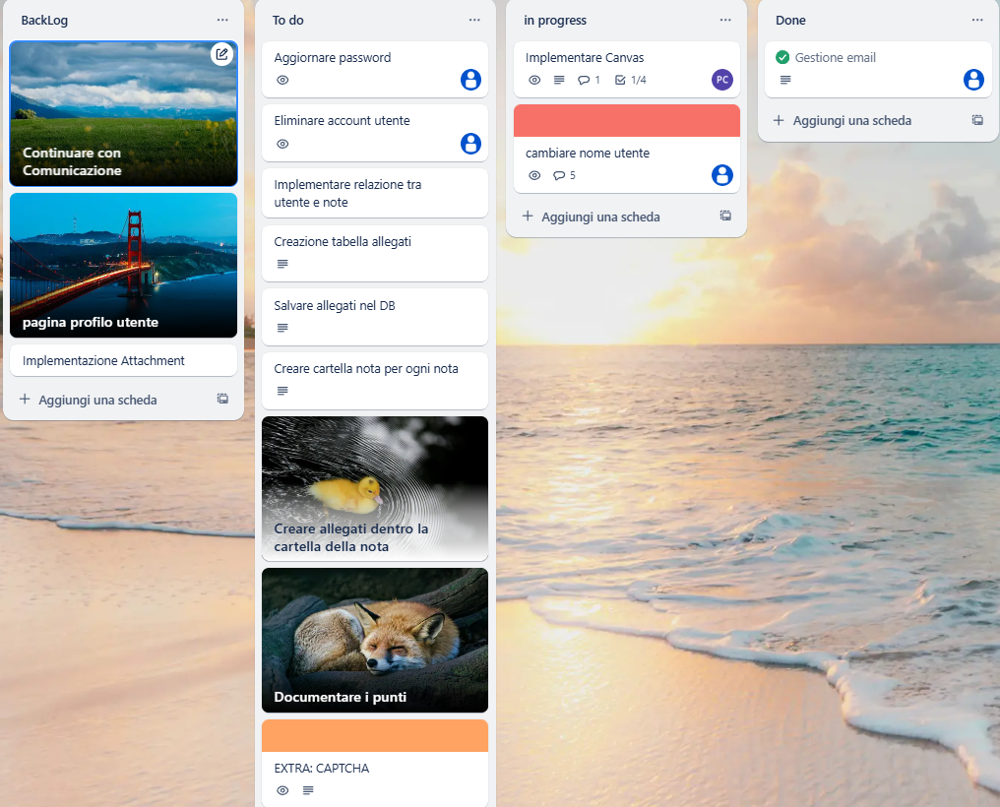 BackLog
Continuare con
Comunicazione
pagina profilo utente
Implementazione Attachment
Aggiungi una scheda
To do
Aggiornare password
Eliminare account utente
Implementare relazione tra
utente e note
Creazione tabella allegati
Salvare allegati nel DB
Creare cartella nota per ogni nota
Creare allegati dentro la
cartella della nota
Documentare i punti
EXTRA: CAPTCHA
in progress
Implementare Canvas
1 1/4 PC
cambiare nome utente
5
Aggiungi una scheda
Done
Gestione email
Aggiungi una scheda